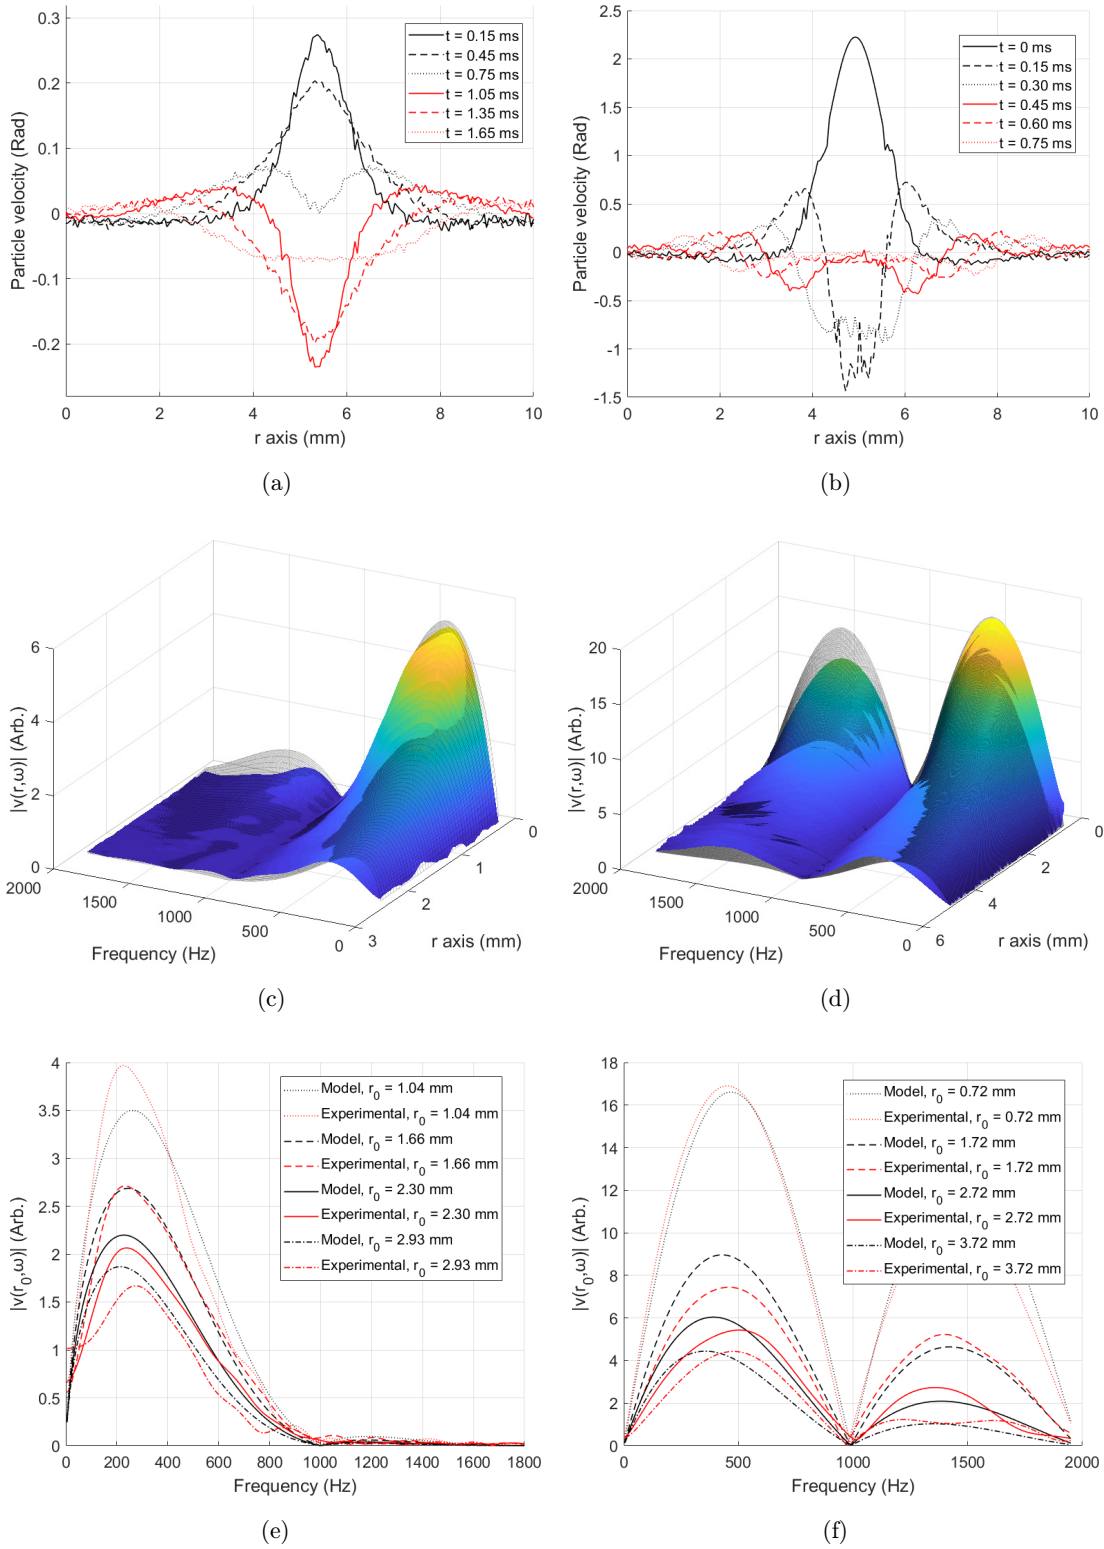 0.3
0.2
0.1
0
-0.1
-0.2
Particle velocity (Rad)
t = 0.15 ms
t = 0.45 ms
t = 0.75 ms
t = 1.05 ms
t = 1.35 ms
t = 1.65 ms
0 2 4 6 8 10
r axis (mm)
(a)
2.5
2
1.5
1
0.5
0
-0.5
-1
-1.5
Particle velocity (Rad)
t = 0 ms
t = 0.15 ms
t = 0.30 ms
t = 0.45 ms
t = 0.60 ms
t = 0.75 ms
0 2 4 6 8 10
r axis (mm)
(b)
6
4
2
0
|v(r,ω)| (Arb.)
2000 1500 1000 500 0
Frequency (Hz)
0
1
2
3
r axis (mm)
(c)
20
15
10
5
0
|v(r,ω)| (Arb.)
2000 1500 1000 500 0
Frequency (Hz)
0
2
4
6
r axis (mm)
(d)
4
3.5
3
2.5
2
1.5
1
0.5
0
|v(r₀,ω)| (Arb.)
Model, r₀ = 1.04 mm
Experimental, r₀ = 1.04 mm
Model, r₀ = 1.66 mm
Experimental, r₀ = 1.66 mm
Model, r₀ = 2.30 mm
Experimental, r₀ = 2.30 mm
Model, r₀ = 2.93 mm
Experimental, r₀ = 2.93 mm
0 200 400 600 800 1000 1200 1400 1600 1800
Frequency (Hz)
(e)
18
16
14
12
10
8
6
4
2
0
|v(r₀,ω)| (Arb.)
Model, r₀ = 0.72 mm
Experimental, r₀ = 0.72 mm
Model, r₀ = 1.72 mm
Experimental, r₀ = 1.72 mm
Model, r₀ = 2.72 mm
Experimental, r₀ = 2.72 mm
Model, r₀ = 3.72 mm
Experimental, r₀ = 3.72 mm
0 500 1000 1500 2000
Frequency (Hz)
(f)